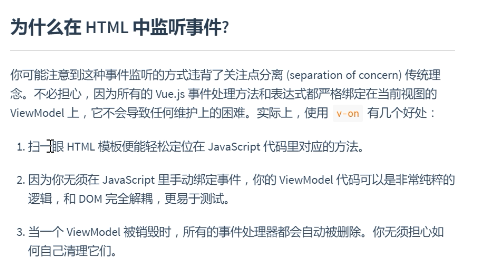 为什么在 HTML 中监听事件?
你可能注意到这种事件监听的方式违背了关注点分离 (separation of concern) 传统理
念。不必担心，因为所有的 Vue.js 事件处理方法和表达式都严格绑定在当前视图的
ViewModel 上，它不会导致任何维护上的困难。实际上，使用 v-on 有几个好处：
1. 扫一眼 HTML 模板便能轻松定位在 JavaScript 代码里对应的方法。
2. 因为你无须在 JavaScript 里手动绑定事件，你的 ViewModel 代码可以是非常纯粹的
逻辑，和 DOM 完全解耦，更易于测试。
3. 当一个 ViewModel 被销毁时，所有的事件处理器都会自动被删除。你无须担心如
何自己清理它们。